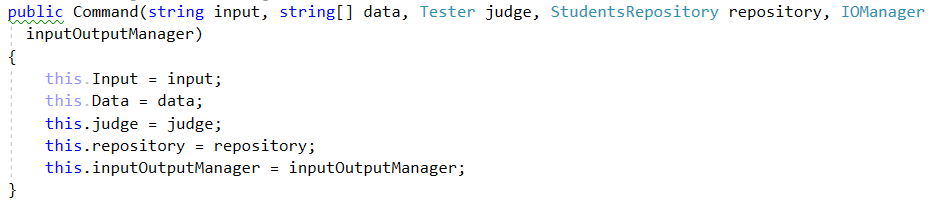 public Command(string input, string[] data, Tester judge, StudentsRepository repository, IOManager
inputOutputManager)
{
this.Input = input;
this.Data = data;
this.judge = judge;
this.repository = repository;
this.inputOutputManager = inputOutputManager;
}